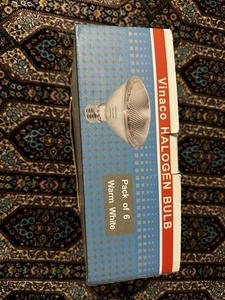 Vinaco HALOGEN BULB
Pack of 6
Warm White